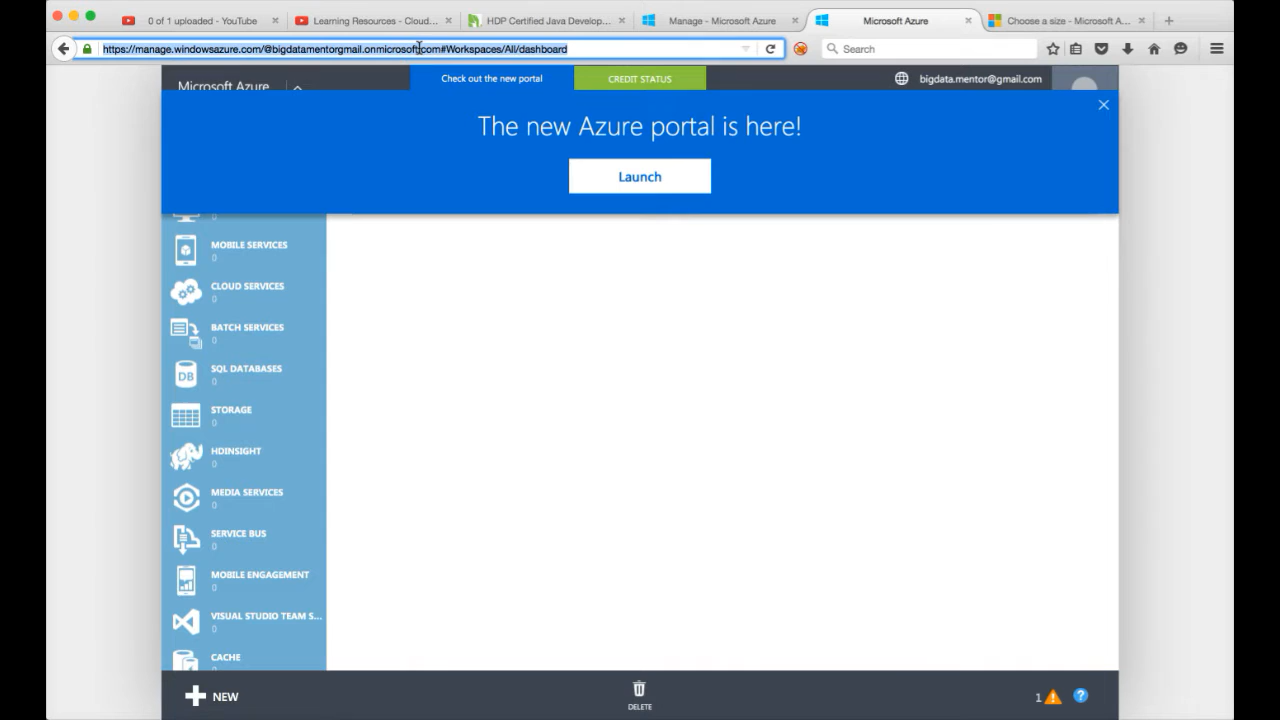 0 of 1 uploaded - YouTube
Learning Resources - Cloud...
HDP Certified Java Develop...
Manage - Microsoft Azure
Microsoft Azure
Choose a size - Microsoft A...
https://manage.windowsazure.com/@bigdatamentorgmail.onmicrosoft.com#Workspaces/All/dashboard
Search
Microsoft Azure
Check out the new portal
CREDIT STATUS
bigdata.mentor@gmail.com
The new Azure portal is here!
Launch
0
MOBILE SERVICES
0
CLOUD SERVICES
0
BATCH SERVICES
0
DB
SQL DATABASES
0
STORAGE
0
HDINSIGHT
0
MEDIA SERVICES
0
SERVICE BUS
0
MOBILE ENGAGEMENT
0
VISUAL STUDIO TEAM S...
0
CACHE
NEW
DELETE
1
?